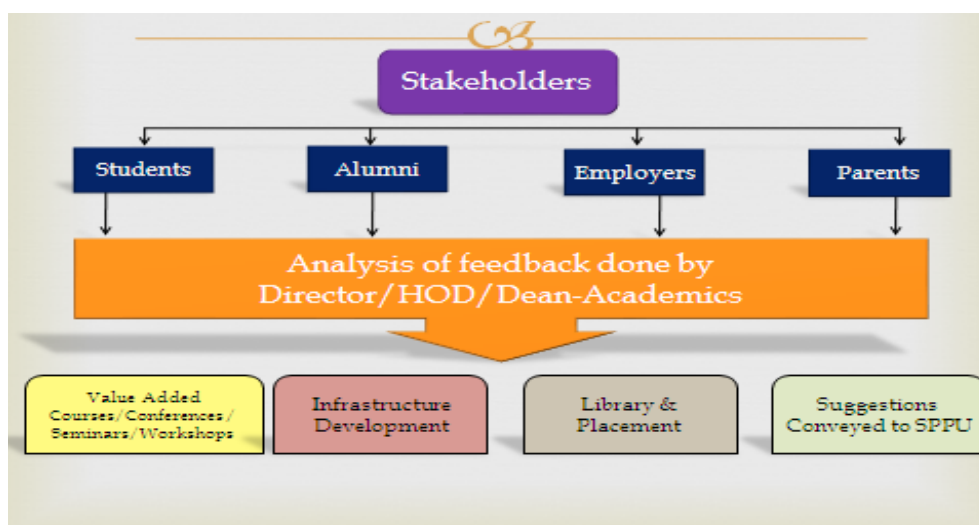 Stakeholders
Students
Alumni
Employers
Parents
Analysis of feedback done by
Director/HOD/Dean-Academics
Value Added
Courses/Conferences/
Seminars/Workshops
Infrastructure
Development
Library &
Placement
Suggestions
Conveyed to SPPU